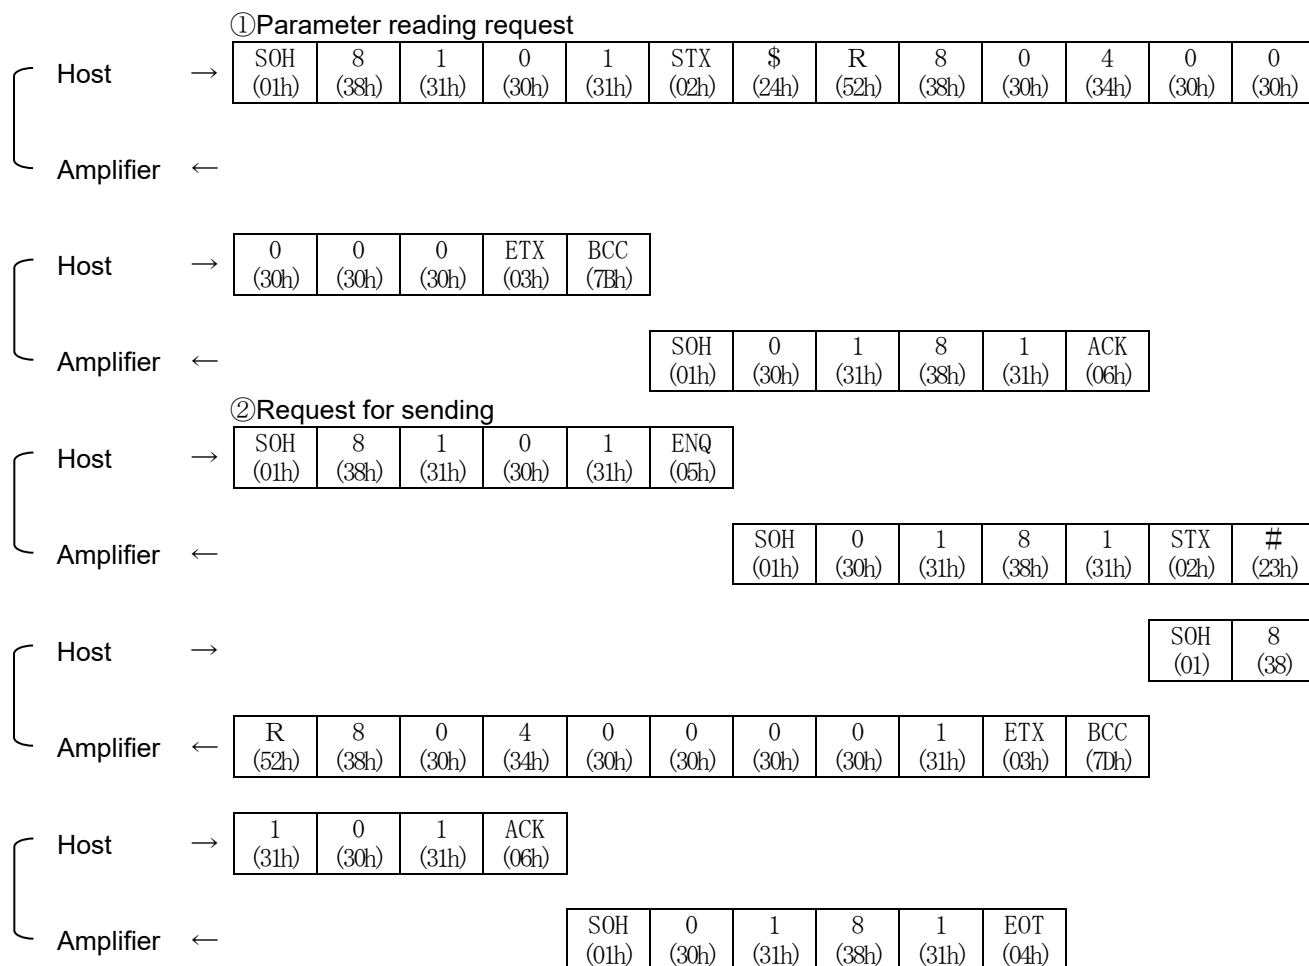 ①Parameter reading request
Host → SOH 8 1 0 1 STX $ R 8 0 4 0 0
(01h) (38h) (31h) (30h) (31h) (02h) (24h) (52h) (38h) (30h) (34h) (30h) (30h)
Amplifier ←
Host → 0 0 0 ETX BCC
(30h) (30h) (30h) (03h) (7Bh)
Amplifier ← SOH 0 1 8 1 ACK
(01h) (30h) (31h) (38h) (31h) (06h)
②Request for sending
Host → SOH 8 1 0 1 ENQ
(01h) (38h) (31h) (30h) (31h) (05h)
Amplifier ← SOH 0 1 8 1 STX #
(01h) (30h) (31h) (38h) (31h) (02h) (23h)
Host → SOH 8
(01) (38)
Amplifier ← R 8 0 4 0 0 0 0 1 ETX BCC
(52h) (38h) (30h) (34h) (30h) (30h) (30h) (30h) (31h) (03h) (7Dh)
Host → 1 0 1 ACK
(31h) (30h) (31h) (06h)
Amplifier ← SOH 0 1 8 1 EOT
(01h) (30h) (31h) (38h) (31h) (04h)